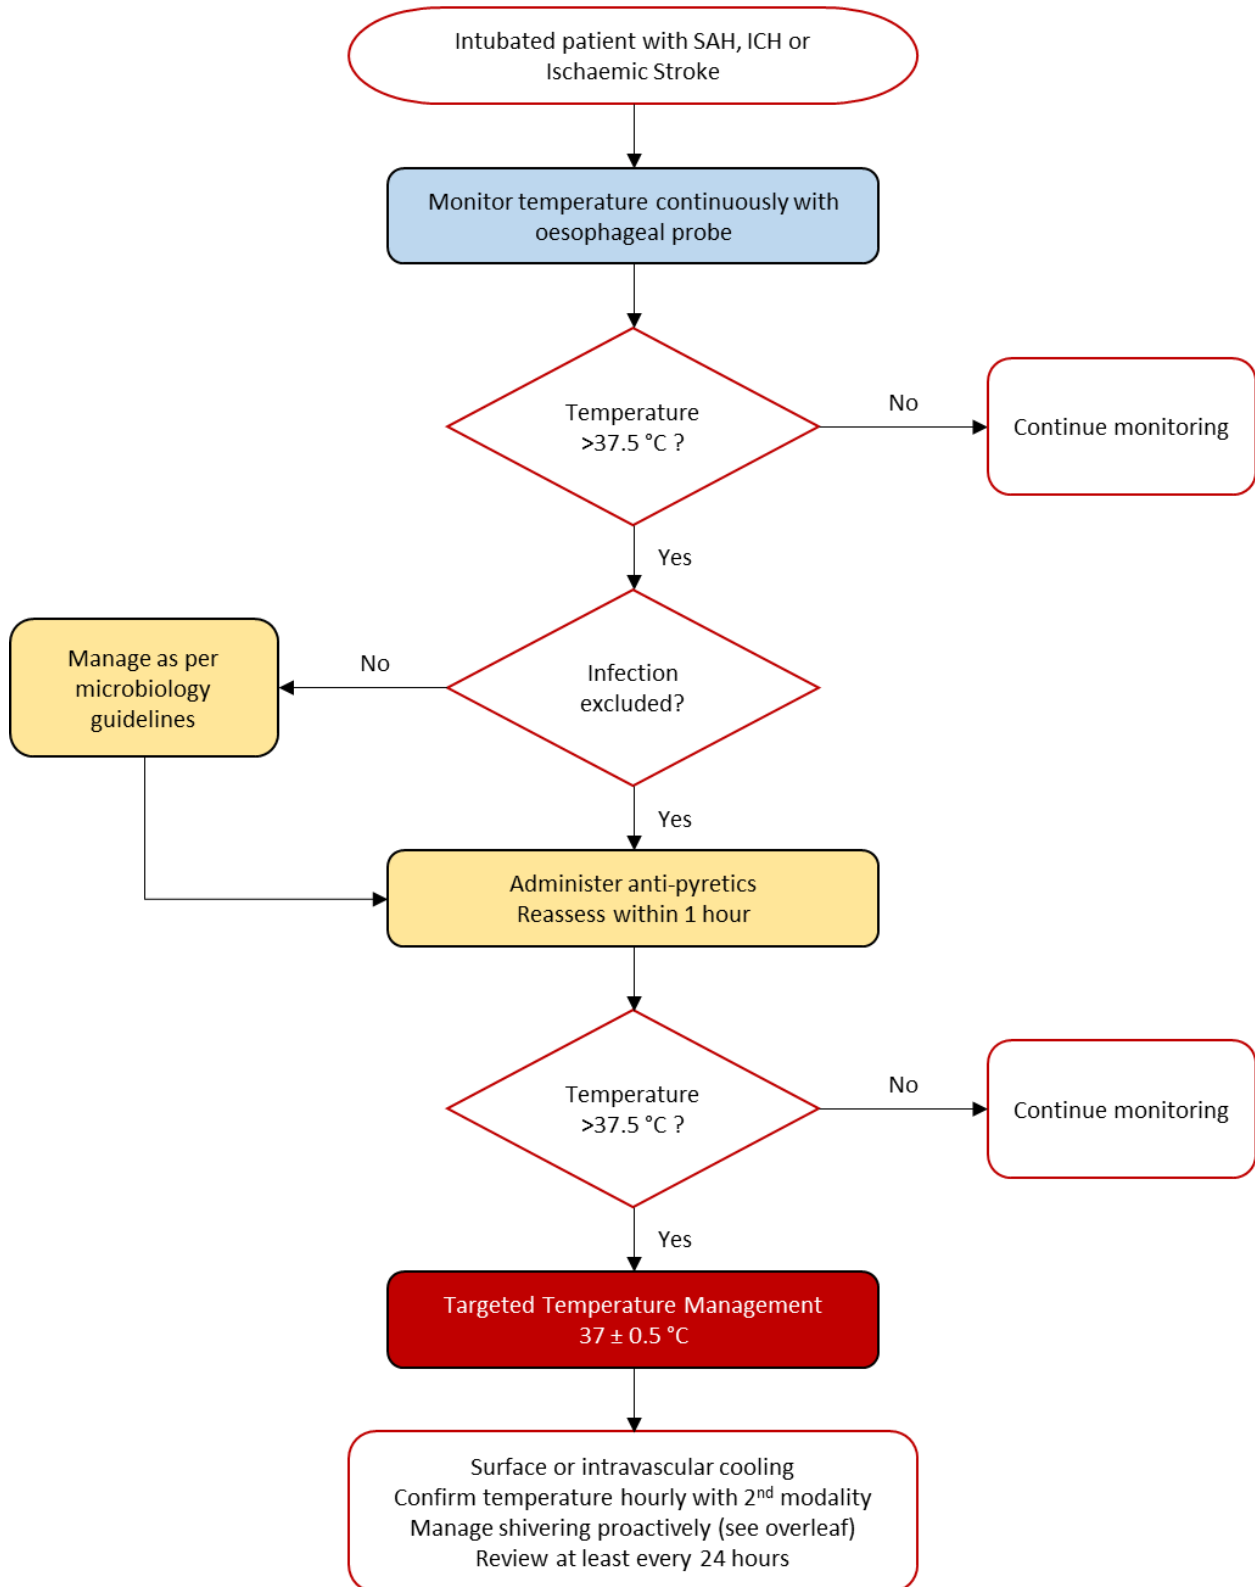 Intubated patient with SAH, ICH or
Ischaemic Stroke
Monitor temperature continuously with
oesophageal probe
Temperature
>37.5 °C ?
No
Continue monitoring
Yes
Infection
excluded?
No
Manage as per
microbiology
guidelines
Yes
Administer anti-pyretics
Reassess within 1 hour
Temperature
>37.5 °C ?
No
Continue monitoring
Yes
Targeted Temperature Management
37 ± 0.5 °C
Surface or intravascular cooling
Confirm temperature hourly with 2nd modality
Manage shivering proactively (see overleaf)
Review at least every 24 hours